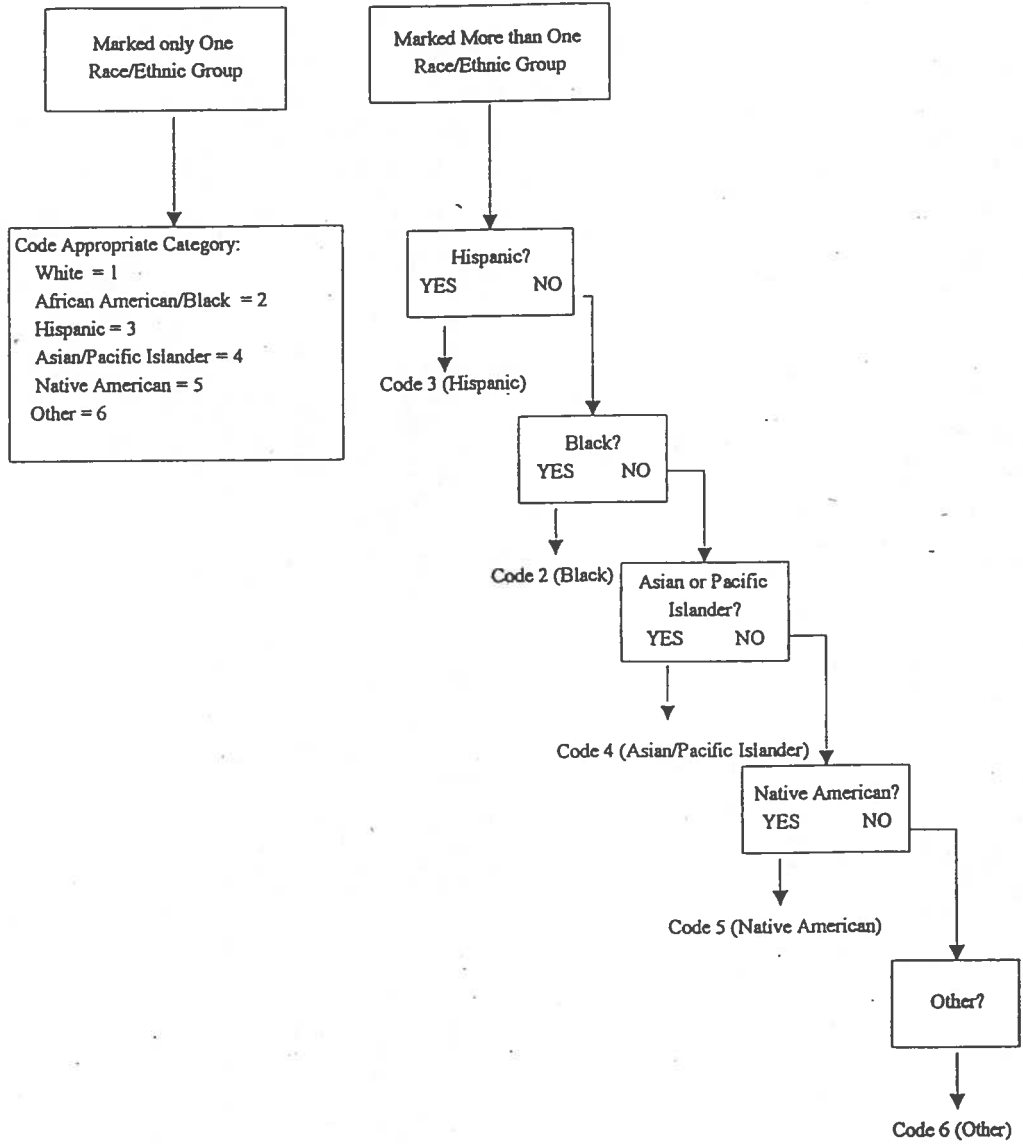 Marked only One
Race/Ethnic Group
Marked More than One
Race/Ethnic Group
Code Appropriate Category:
White = 1
African American/Black = 2
Hispanic = 3
Asian/Pacific Islander = 4
Native American = 5
Other = 6
Hispanic?
YES NO
Code 3 (Hispanic)
Black?
YES NO
Code 2 (Black)
Asian or Pacific
Islander?
YES NO
Code 4 (Asian/Pacific Islander)
Native American?
YES NO
Code 5 (Native American)
Other?
Code 6 (Other)